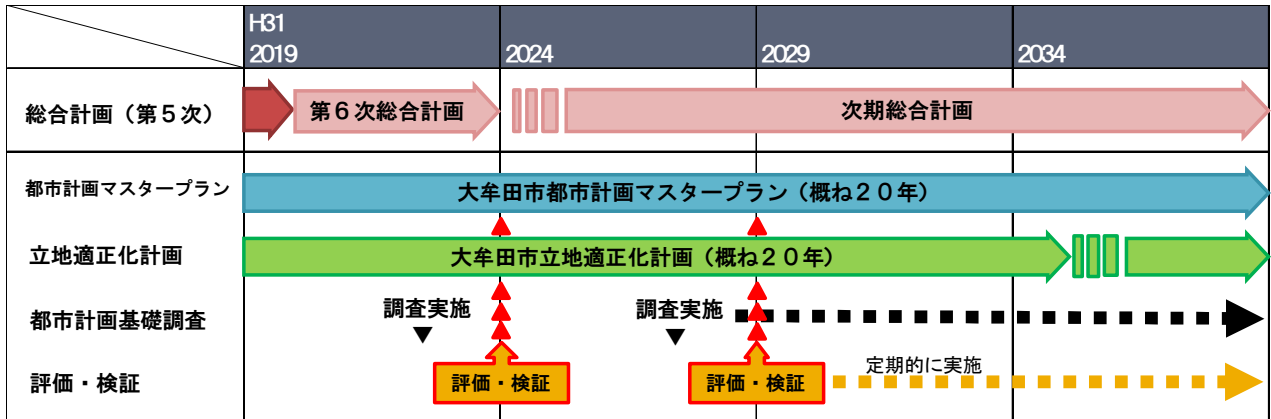 H31
2019
2024
2029
2034
総合計画（第５次）
第６次総合計画
次期総合計画
都市計画マスタープラン
大牟田市都市計画マスタープラン（概ね２０年）
立地適正化計画
大牟田市立地適正化計画（概ね２０年）
都市計画基礎調査
調査実施
調査実施
評価・検証
評価・検証
評価・検証
定期的に実施